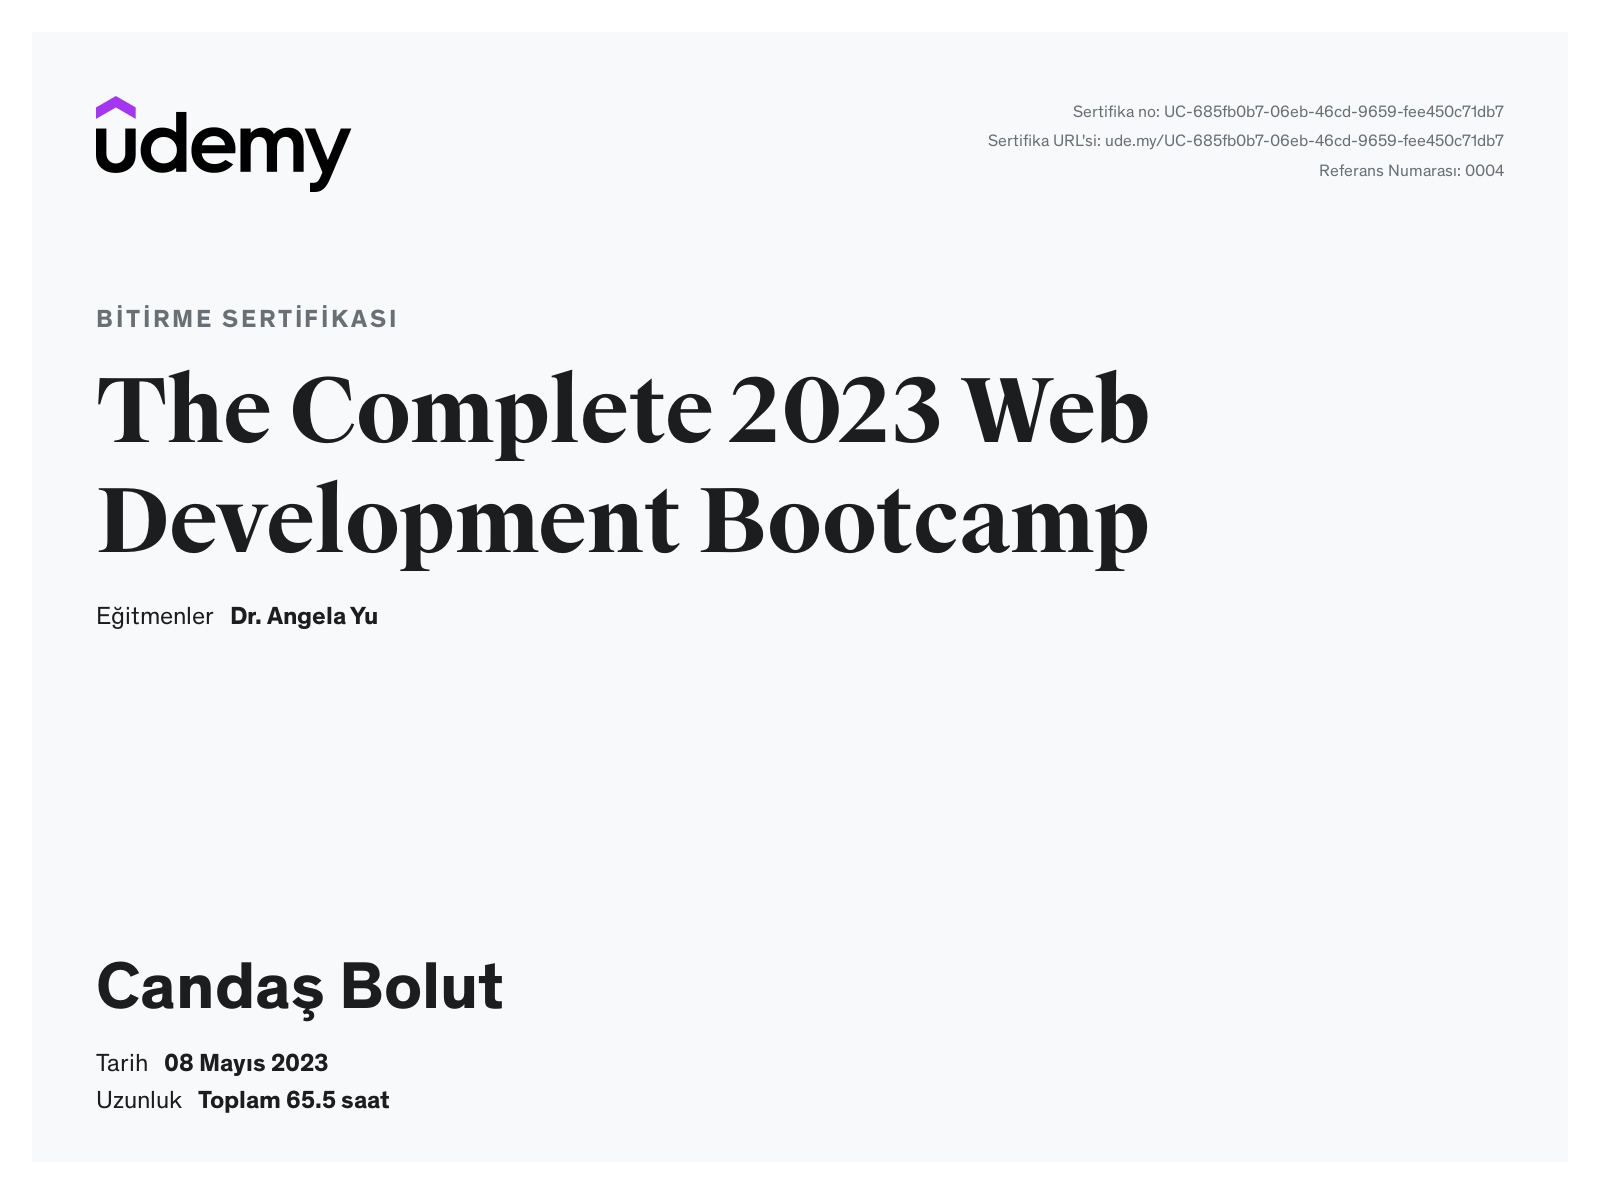 udemy
Sertifika no: UC-685fb0b7-06eb-46cd-9659-fee450c71db7
Sertifika URL'si: ude.my/UC-685fb0b7-06eb-46cd-9659-fee450c71db7
Referans Numarası: 0004
BİTİRME SERTİFİKASI
The Complete 2023 Web
Development Bootcamp
Eğitmenler Dr. Angela Yu
Candaş Bolut
Tarih 08 Mayıs 2023
Uzunluk Toplam 65.5 saat